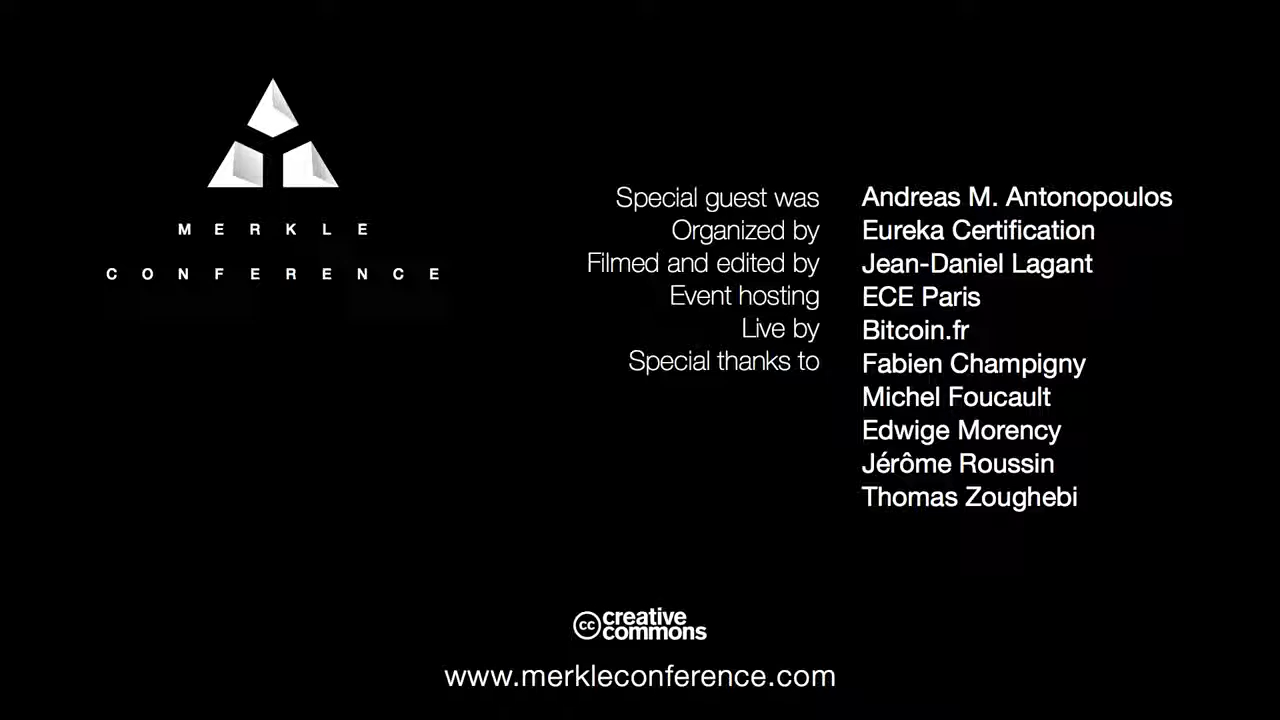 MERKLE
CONFERENCE
Special guest was Andreas M. Antonopoulos
Organized by Eureka Certification
Filmed and edited by Jean-Daniel Lagant
Event hosting ECE Paris
Live by Bitcoin.fr
Special thanks to Fabien Champigny
Michel Foucault
Edwige Morency
Jérôme Roussin
Thomas Zoughebi
cc creative
commons
www.merkleconference.com